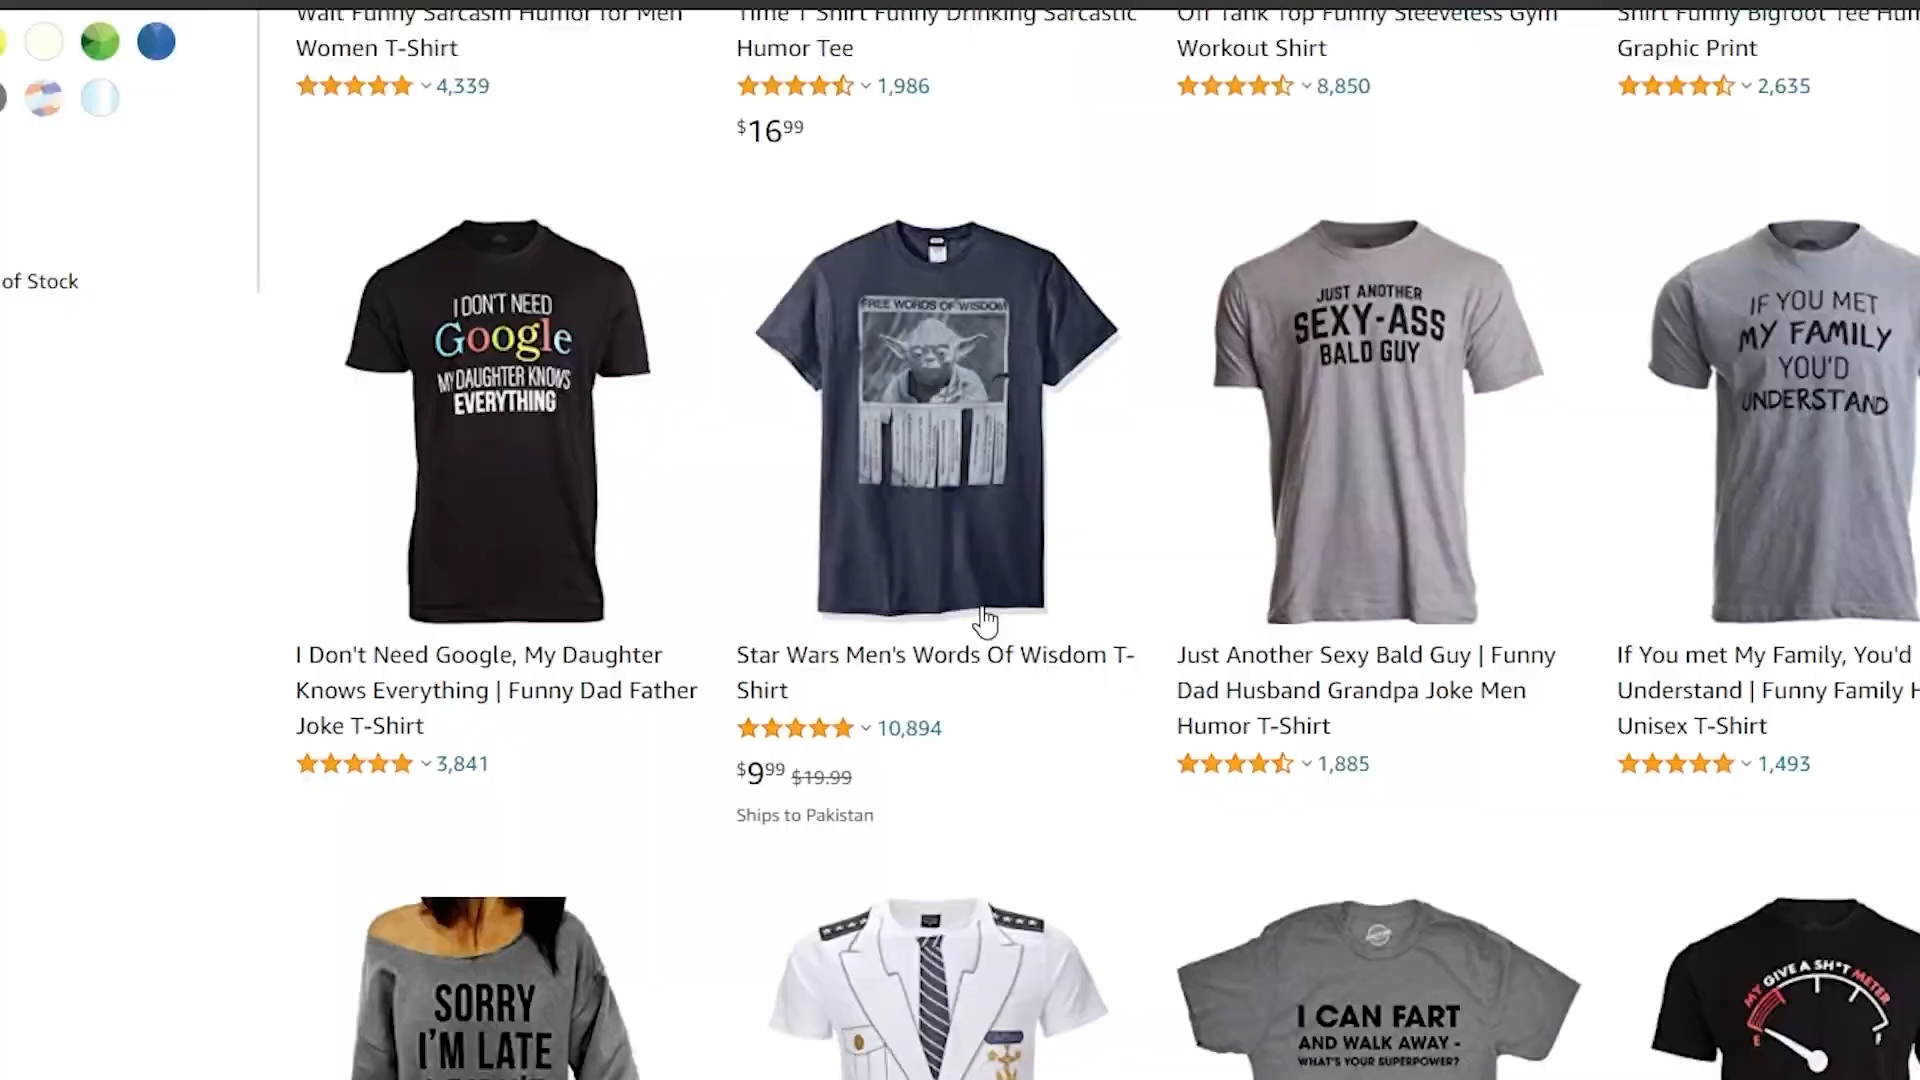 Wait Funny Sarcasm Humor for Men
Women T-Shirt
4,339
Time T Shirt Funny Drinking Sarcastic
Humor Tee
1,986
$16.99
Off Tank Top Funny Sleeveless Gym
Workout Shirt
8,850
Shirt Funny Bigfoot Tee Hum
Graphic Print
2,635
of Stock
I DON'T NEED
Google
MY DAUGHTER KNOWS
EVERYTHING
FREE WORDS OF WISDOM
JUST ANOTHER
SEXY-ASS
BALD GUY
IF YOU MET
MY FAMILY
YOU'D
UNDERSTAND
I Don't Need Google, My Daughter
Knows Everything | Funny Dad Father
Joke T-Shirt
3,841
Star Wars Men's Words Of Wisdom T-
Shirt
10,894
$9.99 $19.99
Ships to Pakistan
Just Another Sexy Bald Guy | Funny
Dad Husband Grandpa Joke Men
Humor T-Shirt
1,885
If You met My Family, You'd
Understand | Funny Family H
Unisex T-Shirt
1,493
SORRY
I'M LATE
I CAN FART
AND WALK AWAY -
WHAT'S YOUR SUPERPOWER?
MY GIVE A SH*T METER
E
F